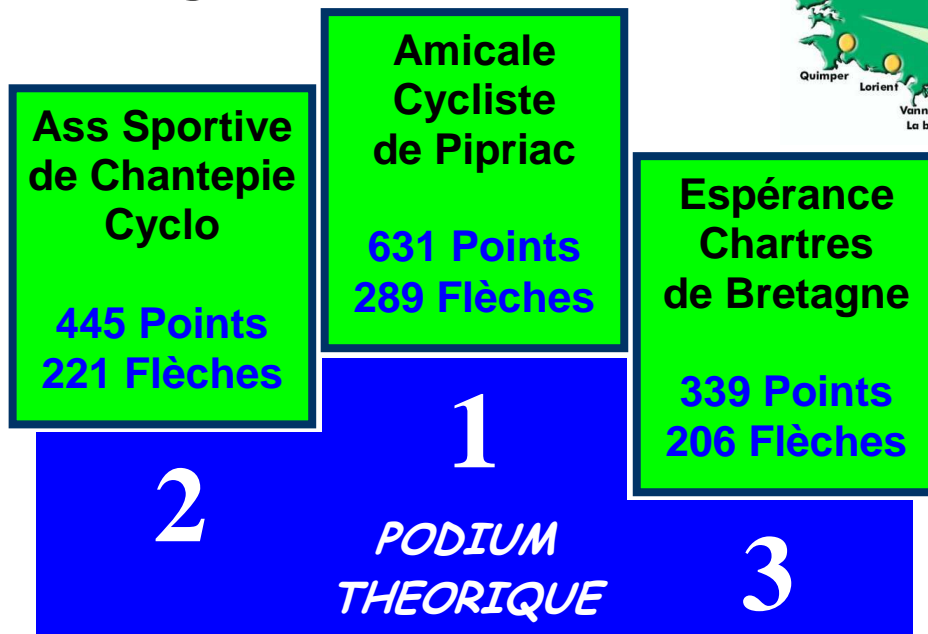 Amicale
Cycliste
de Pipriac
631 Points
289 Flèches
Ass Sportive
de Chantepie
Cyclo
445 Points
221 Flèches
Espérance
Chartres
de Bretagne
339 Points
206 Flèches
Quimper
Lorient
1
2
3
PODIUM
THEORIQUE